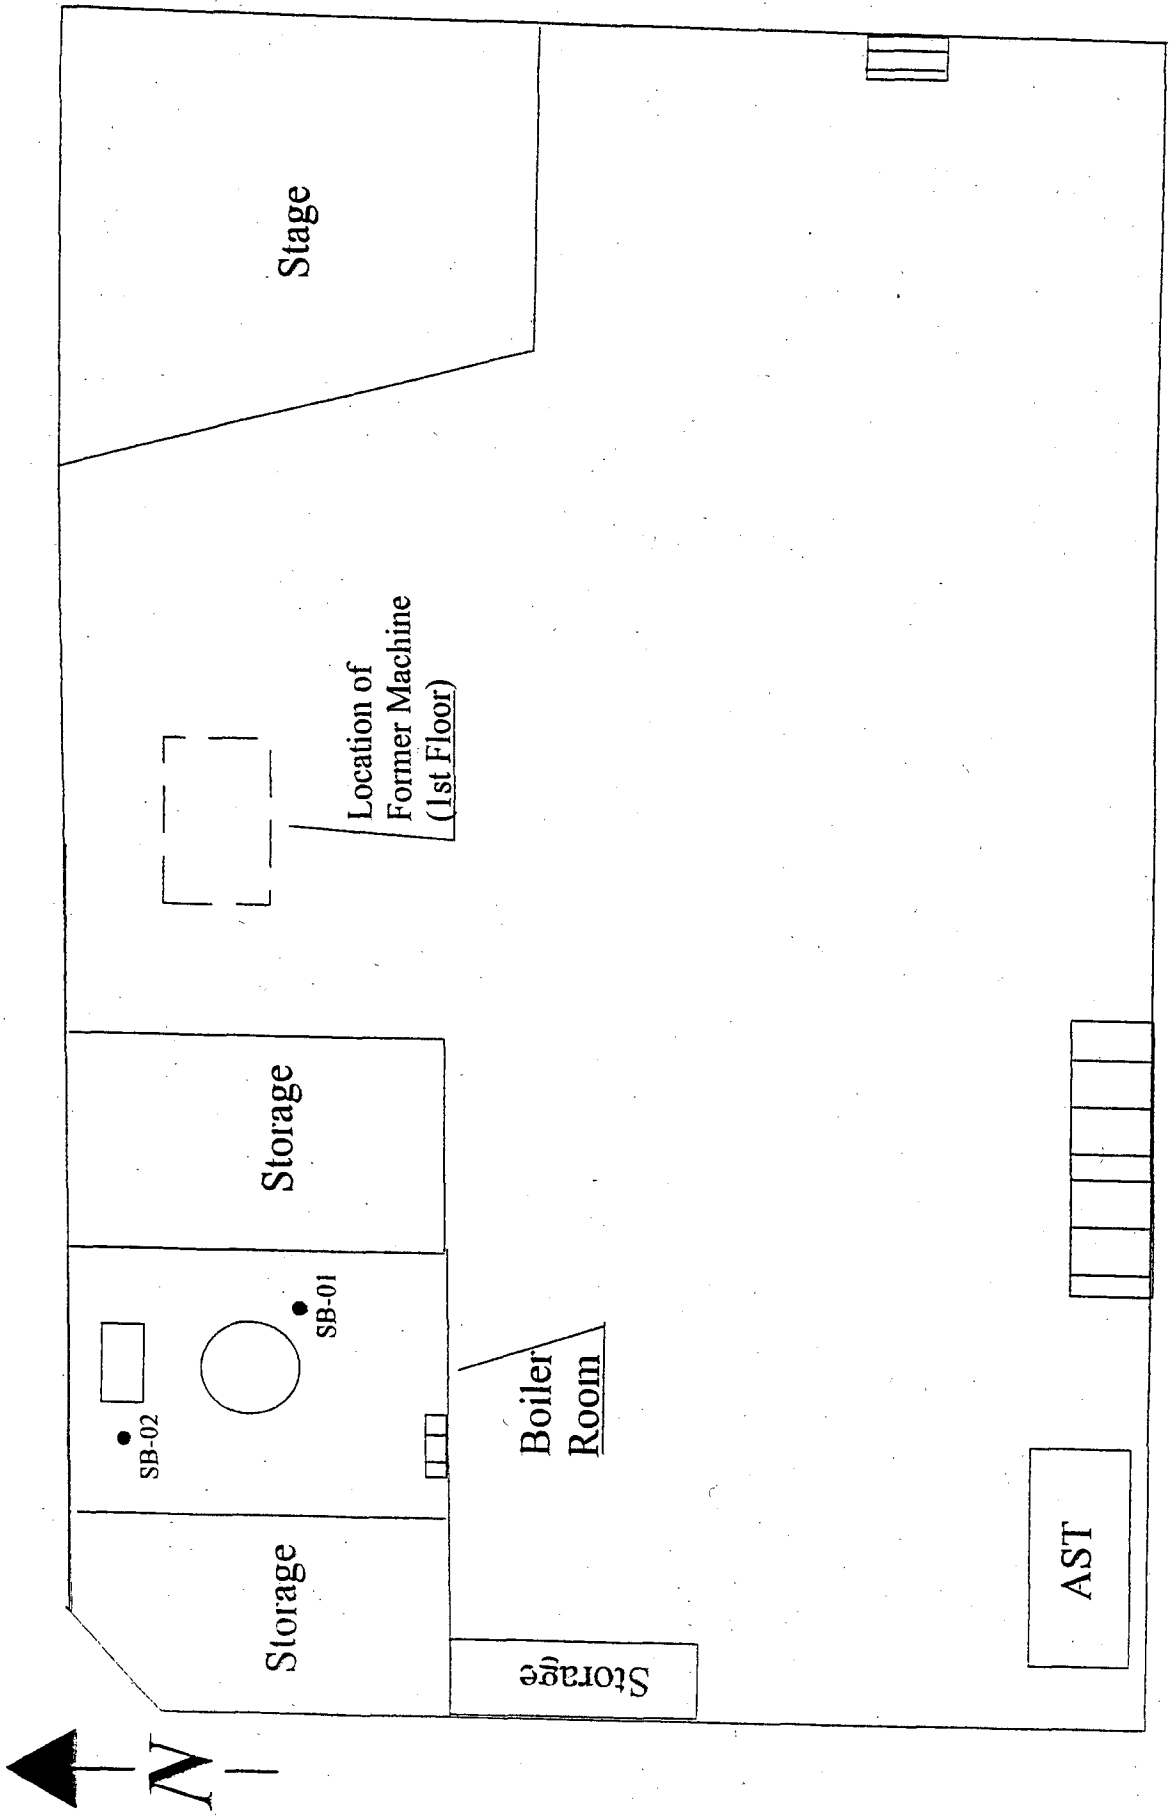 Stage
Location of
Former Machine
(1st Floor)
Storage
SB-01
SB-02
Boiler
Room
Storage
Storage
AST
N